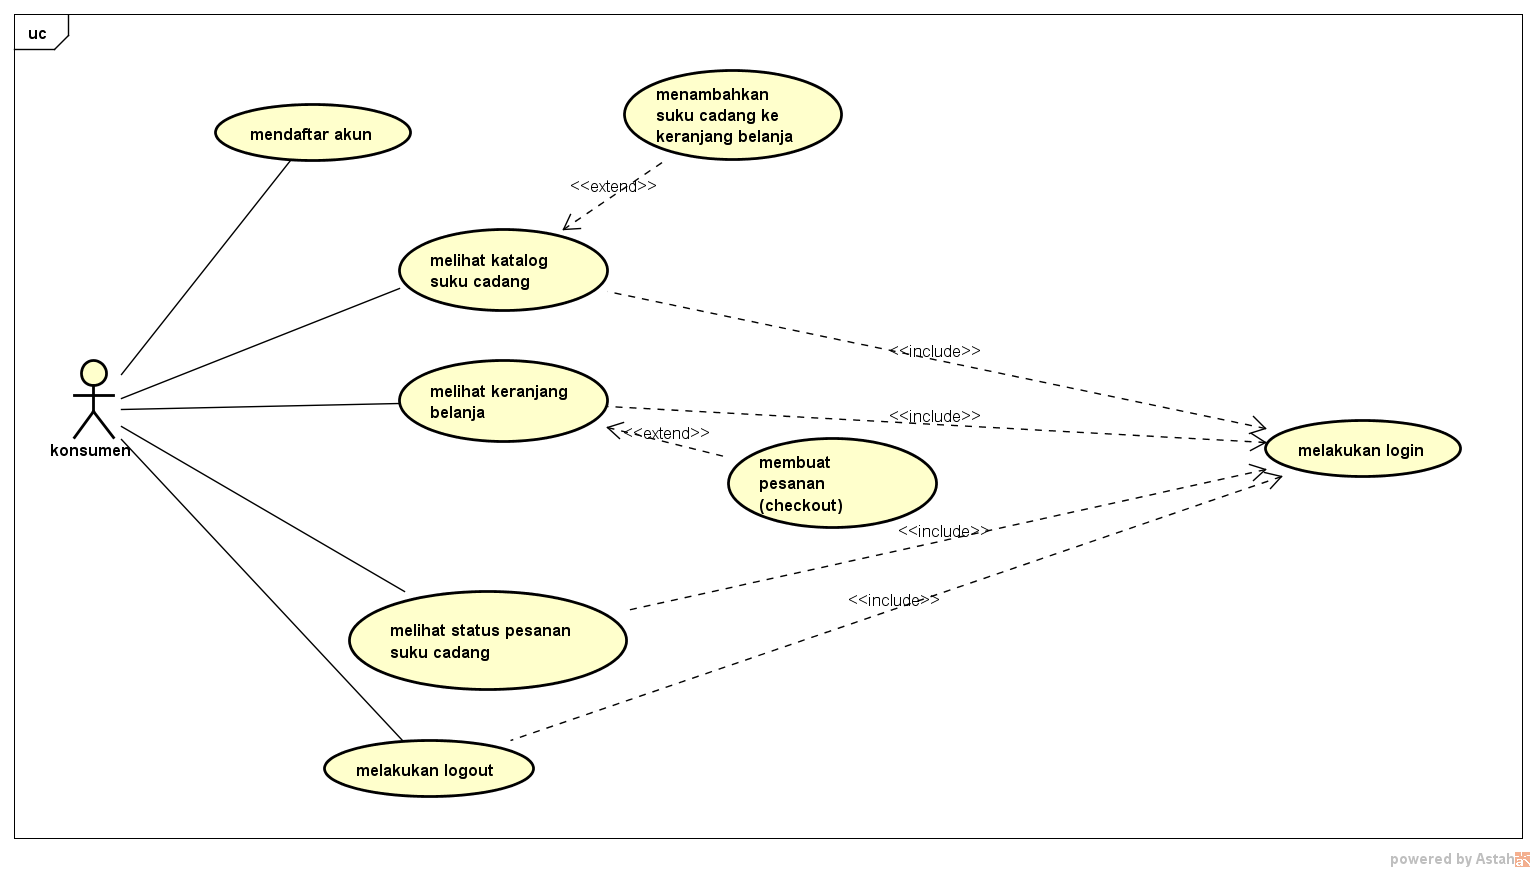 uc
mendaftar akun
menambahkan
suku cadang ke
keranjang belanja
<<extend>>
melihat katalog
suku cadang
<<include>>
melihat keranjang
belanja
<<include>>
<<extend>>
konsumen
membuat
pesanan
(checkout)
melakukan login
<<include>>
<<include>>
melihat status pesanan
suku cadang
melakukan logout
powered by Astah